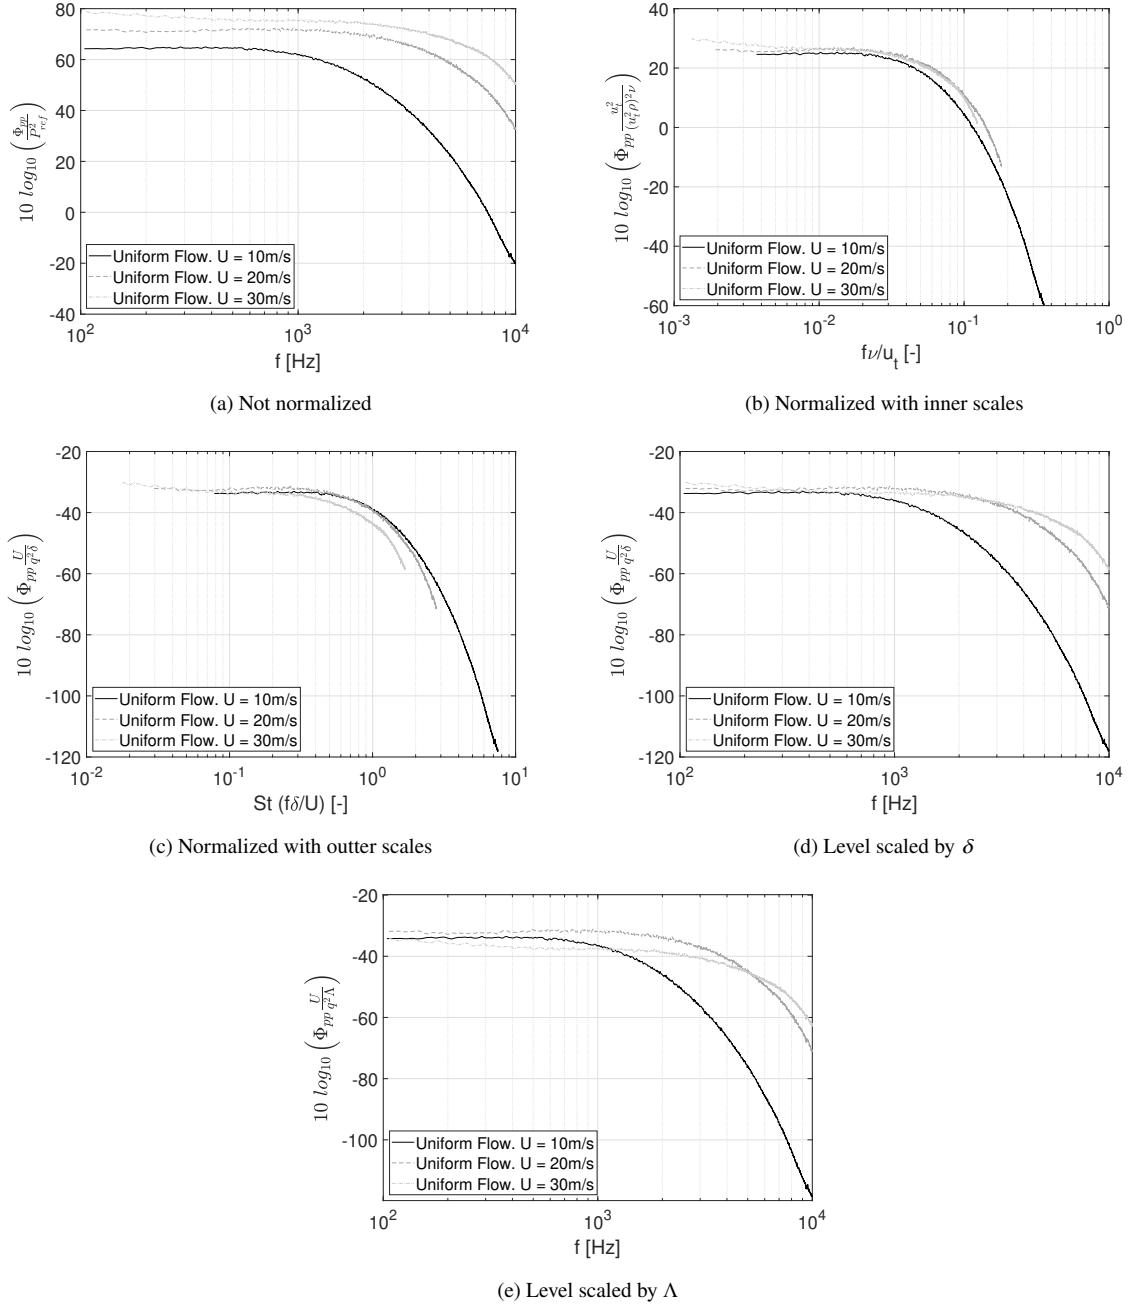 40
20
0
-20
-40
-60
10 log10 (Φpp u_t^2/((u_t^2 ρ)^2 ν))
10^-3
10^-2
10^-1
10^0
fν/u_t [-]
Uniform Flow. U = 10m/s
Uniform Flow. U = 20m/s
Uniform Flow. U = 30m/s
(b) Normalized with inner scales
80
60
40
20
0
-20
-40
10 log10 (Φpp/P_ref^2)
10^2
10^3
10^4
f [Hz]
Uniform Flow. U = 10m/s
Uniform Flow. U = 20m/s
Uniform Flow. U = 30m/s
(a) Not normalized
-20
-40
-60
-80
-100
-120
10 log10 (Φpp U/(q^2 δ))
10^-2
10^-1
10^0
10^1
St (fδ/U) [-]
Uniform Flow. U = 10m/s
Uniform Flow. U = 20m/s
Uniform Flow. U = 30m/s
(c) Normalized with outter scales
-20
-40
-60
-80
-100
-120
10 log10 (Φpp U/(q^2 δ))
10^2
10^3
10^4
f [Hz]
Uniform Flow. U = 10m/s
Uniform Flow. U = 20m/s
Uniform Flow. U = 30m/s
(d) Level scaled by δ
-20
-40
-60
-80
-100
10 log10 (Φpp U/(q^2 Λ))
10^2
10^3
10^4
f [Hz]
Uniform Flow. U = 10m/s
Uniform Flow. U = 20m/s
Uniform Flow. U = 30m/s
(e) Level scaled by Λ